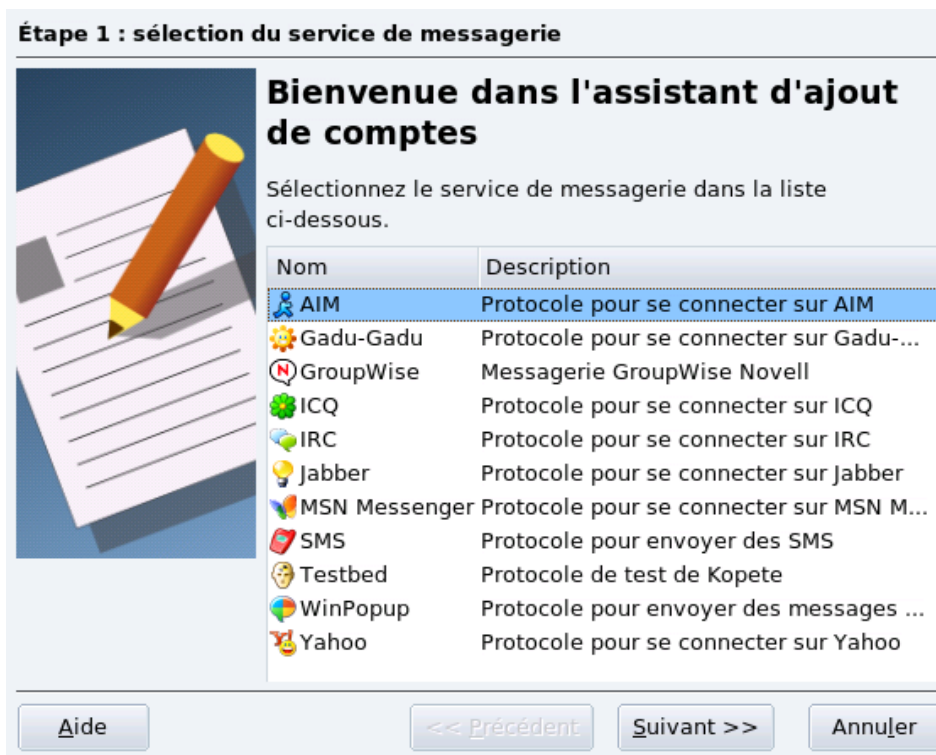 Étape 1 : sélection du service de messagerie
Bienvenue dans l'assistant d'ajout
de comptes
Sélectionnez le service de messagerie dans la liste
ci-dessous.
Nom Description
AIM Protocole pour se connecter sur AIM
Gadu-Gadu Protocole pour se connecter sur Gadu-...
GroupWise Messagerie GroupWise Novell
ICQ Protocole pour se connecter sur ICQ
IRC Protocole pour se connecter sur IRC
Jabber Protocole pour se connecter sur Jabber
MSN Messenger Protocole pour se connecter sur MSN M...
SMS Protocole pour envoyer des SMS
Testbed Protocole de test de Kopete
WinPopup Protocole pour envoyer des messages ...
Yahoo Protocole pour se connecter sur Yahoo
Aide << Précédent Suivant >> Annuler